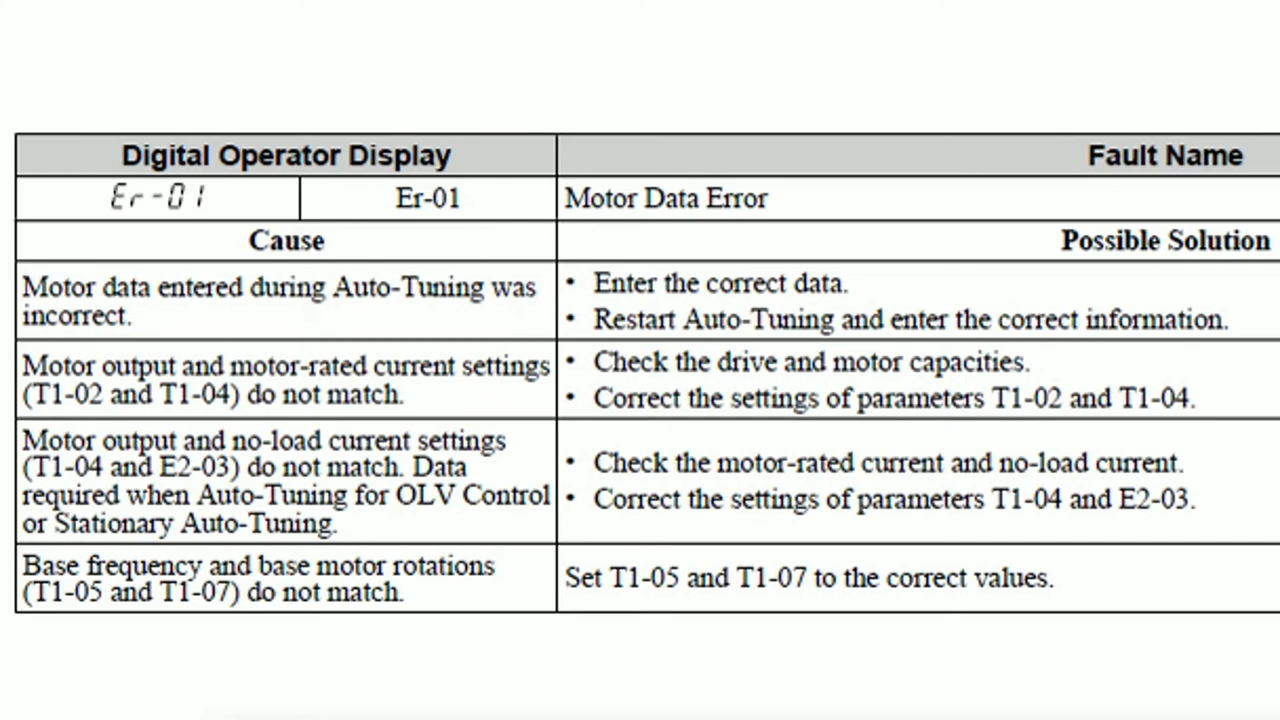 Digital Operator Display
Fault Name
Er-01
Er-01
Motor Data Error
Cause
Possible Solution
Motor data entered during Auto-Tuning was
incorrect.
• Enter the correct data.
• Restart Auto-Tuning and enter the correct information.
Motor output and motor-rated current settings
(T1-02 and T1-04) do not match.
• Check the drive and motor capacities.
• Correct the settings of parameters T1-02 and T1-04.
Motor output and no-load current settings
(T1-04 and E2-03) do not match. Data
required when Auto-Tuning for OLV Control
or Stationary Auto-Tuning.
• Check the motor-rated current and no-load current.
• Correct the settings of parameters T1-04 and E2-03.
Base frequency and base motor rotations
(T1-05 and T1-07) do not match.
Set T1-05 and T1-07 to the correct values.